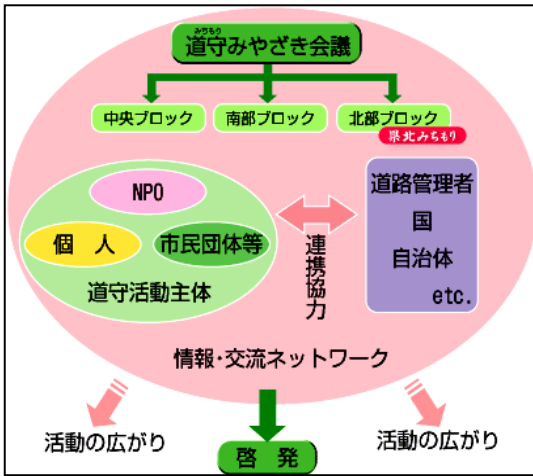 みちもり
道守みやざき会議
中央ブロック
南部ブロック
北部ブロック
県北みちもり
NPO
個 人
市民団体等
道守活動主体
連携協力
道路管理者
国
自治体
etc.
情報・交流ネットワーク
活動の広がり
活動の広がり
啓 発